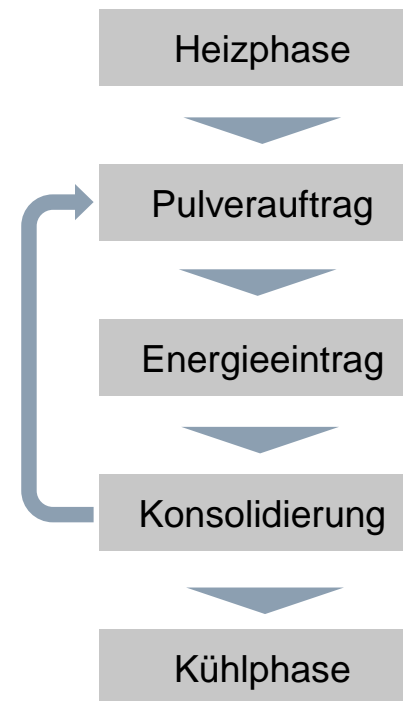 Heizphase
Pulverauftrag
Energieeintrag
Konsolidierung
Kühlphase